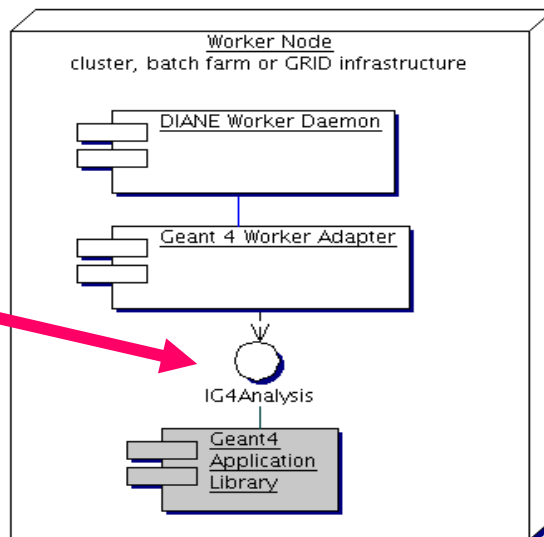 Worker Node
cluster, batch farm or GRID infrastructure
DIANE Worker Daemon
Geant 4 Worker Adapter
IG4Analysis
Geant4
Application
Library